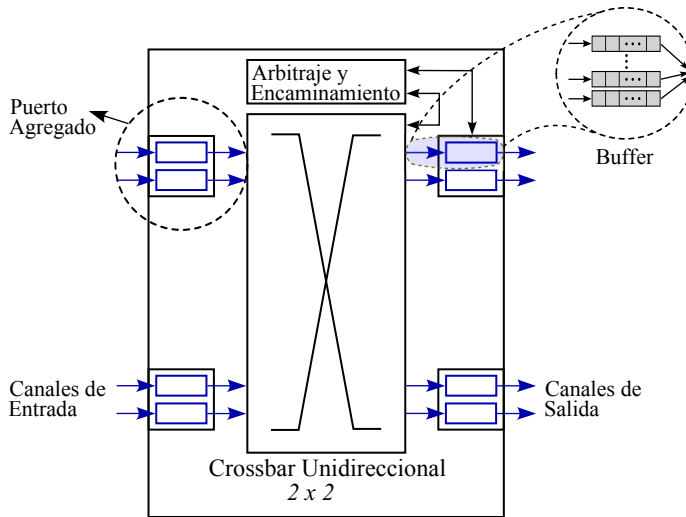 Arbitraje y
Encaminamiento
Puerto
Agregado
Buffer
Canales de
Entrada
Canales de
Salida
Crossbar Unidireccional
2 x 2